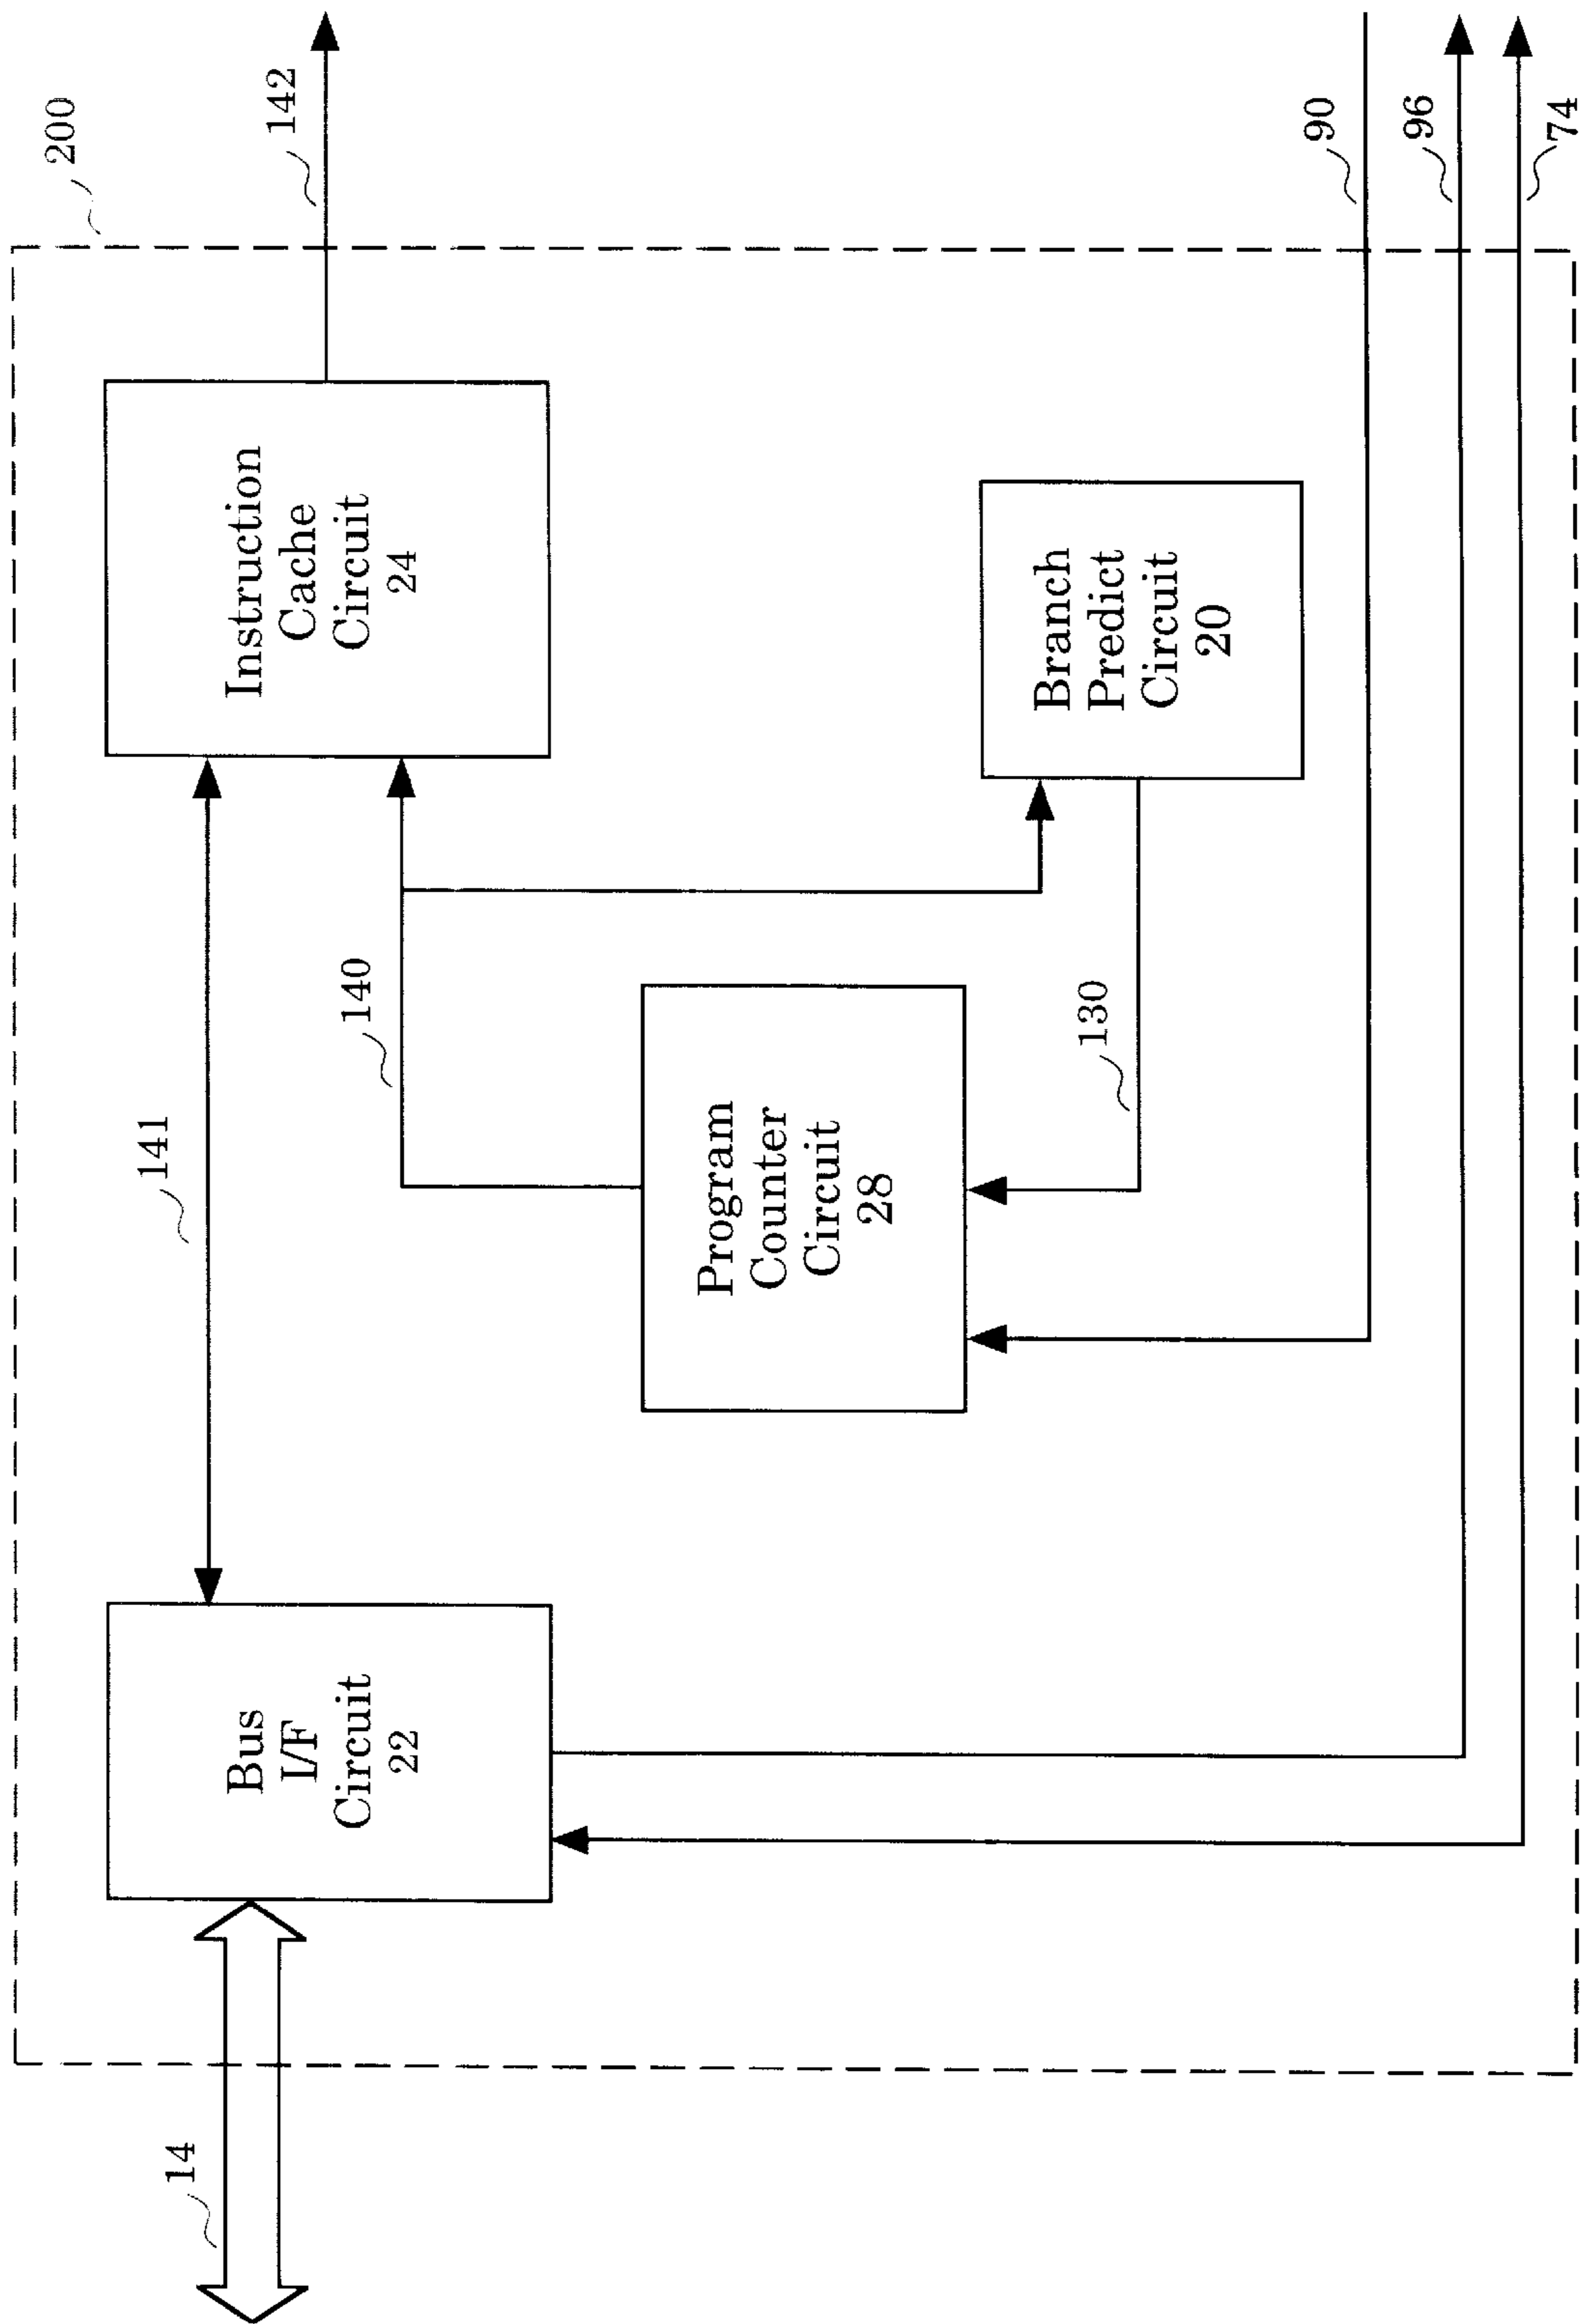 200
14
141
142
Bus
I/F
Circuit
22
Instruction
Cache
Circuit
24
140
Program
Counter
Circuit
28
130
Branch
Predict
Circuit
20
90
96
74